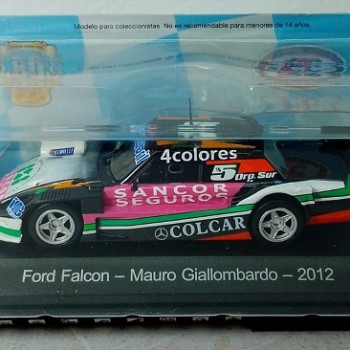 Modelo para coleccionistas. No es recomendable para menores de 14 años.
4colores
5 Dro. Sur
SANCOR
SEGUROS
COLCAR
Ford Falcon – Mauro Giallombardo – 2012